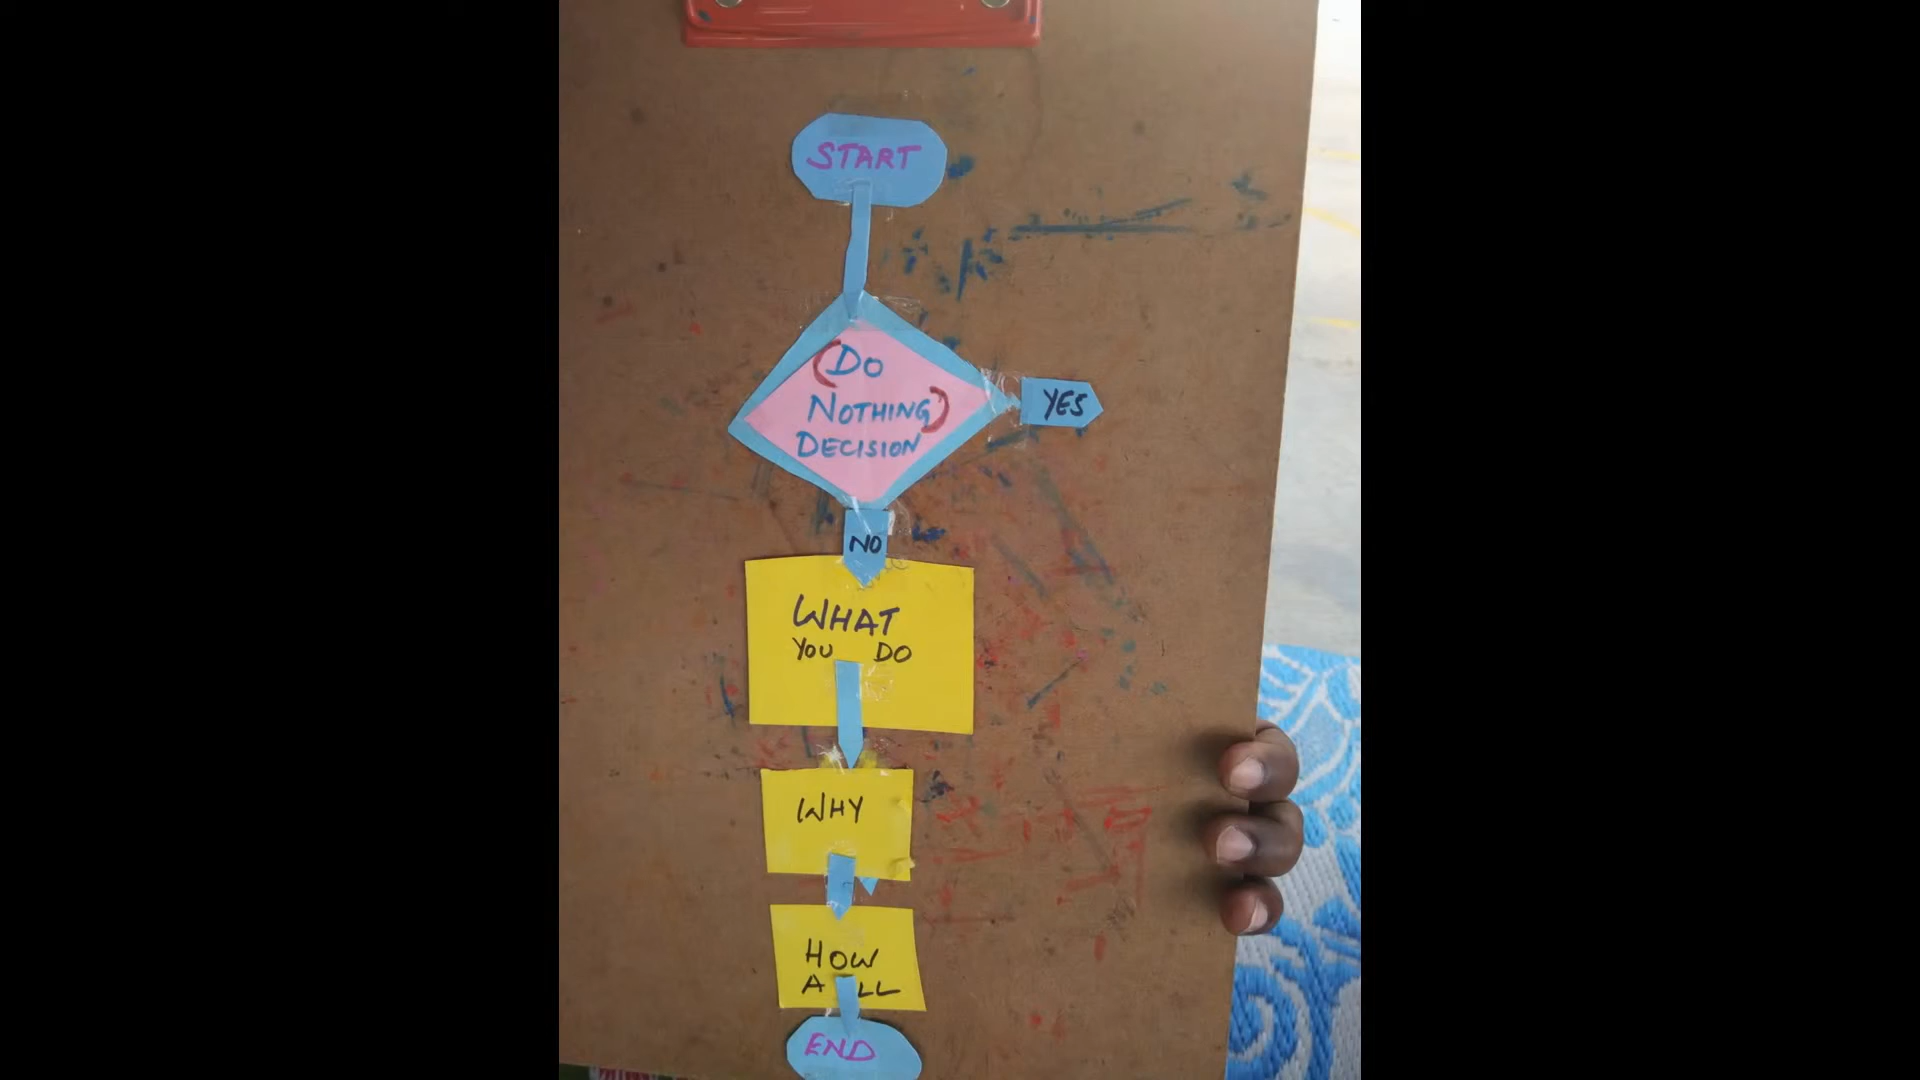 START
(DO
NOTHING)
DECISION
YES
NO
WHAT
YOU DO
WHY
HOW
END